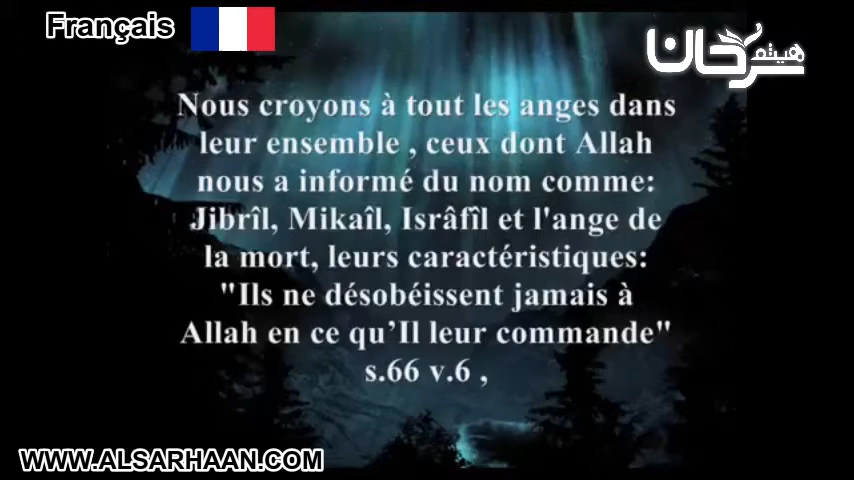 Français
هيثم
سرحان
Nous croyons à tout les anges dans
leur ensemble , ceux dont Allah
nous a informé du nom comme:
Jibrîl, Mikaîl, Isrâfîl et l'ange de
la mort, leurs caractéristiques:
"Ils ne désobéissent jamais à
Allah en ce qu’Il leur commande"
s.66 v.6 ,
WWW.ALSARHAAN.COM